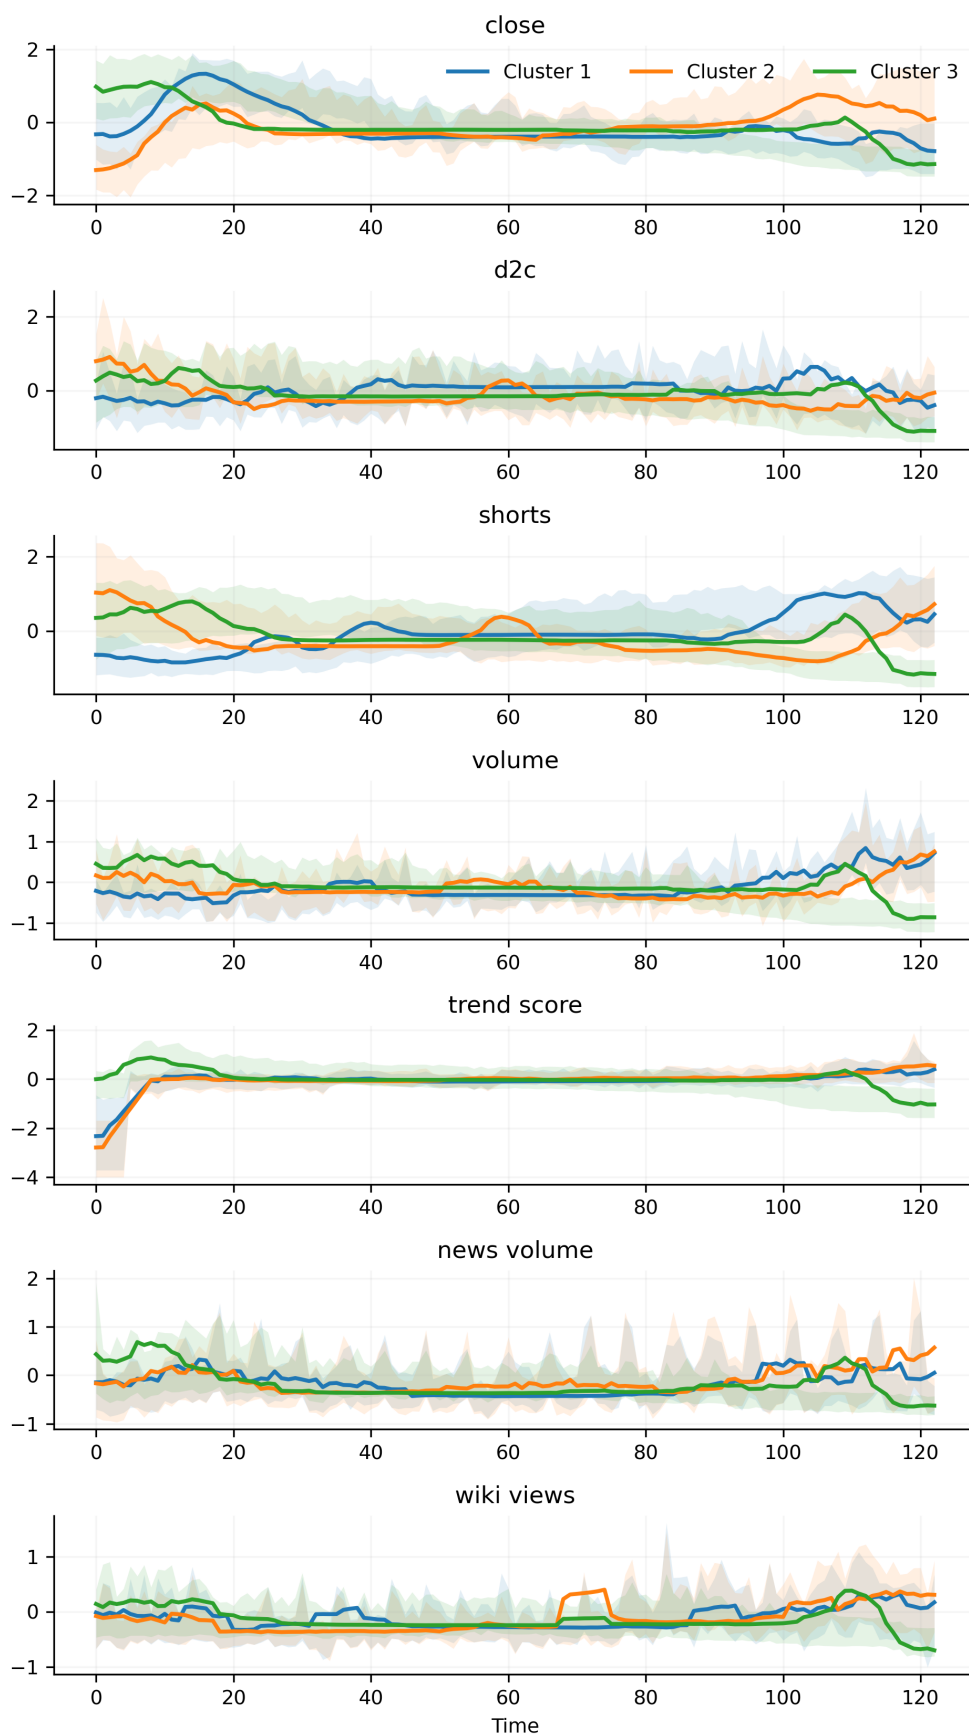 close
2
0
−2
Cluster 1 Cluster 2 Cluster 3
0 20 40 60 80 100 120
d2c
2
0
0 20 40 60 80 100 120
shorts
2
0
0 20 40 60 80 100 120
volume
2
1
0
−1
0 20 40 60 80 100 120
trend score
2
0
−2
−4
0 20 40 60 80 100 120
news volume
2
1
0
−1
0 20 40 60 80 100 120
wiki views
1
0
−1
0 20 40 60 80 100 120
Time